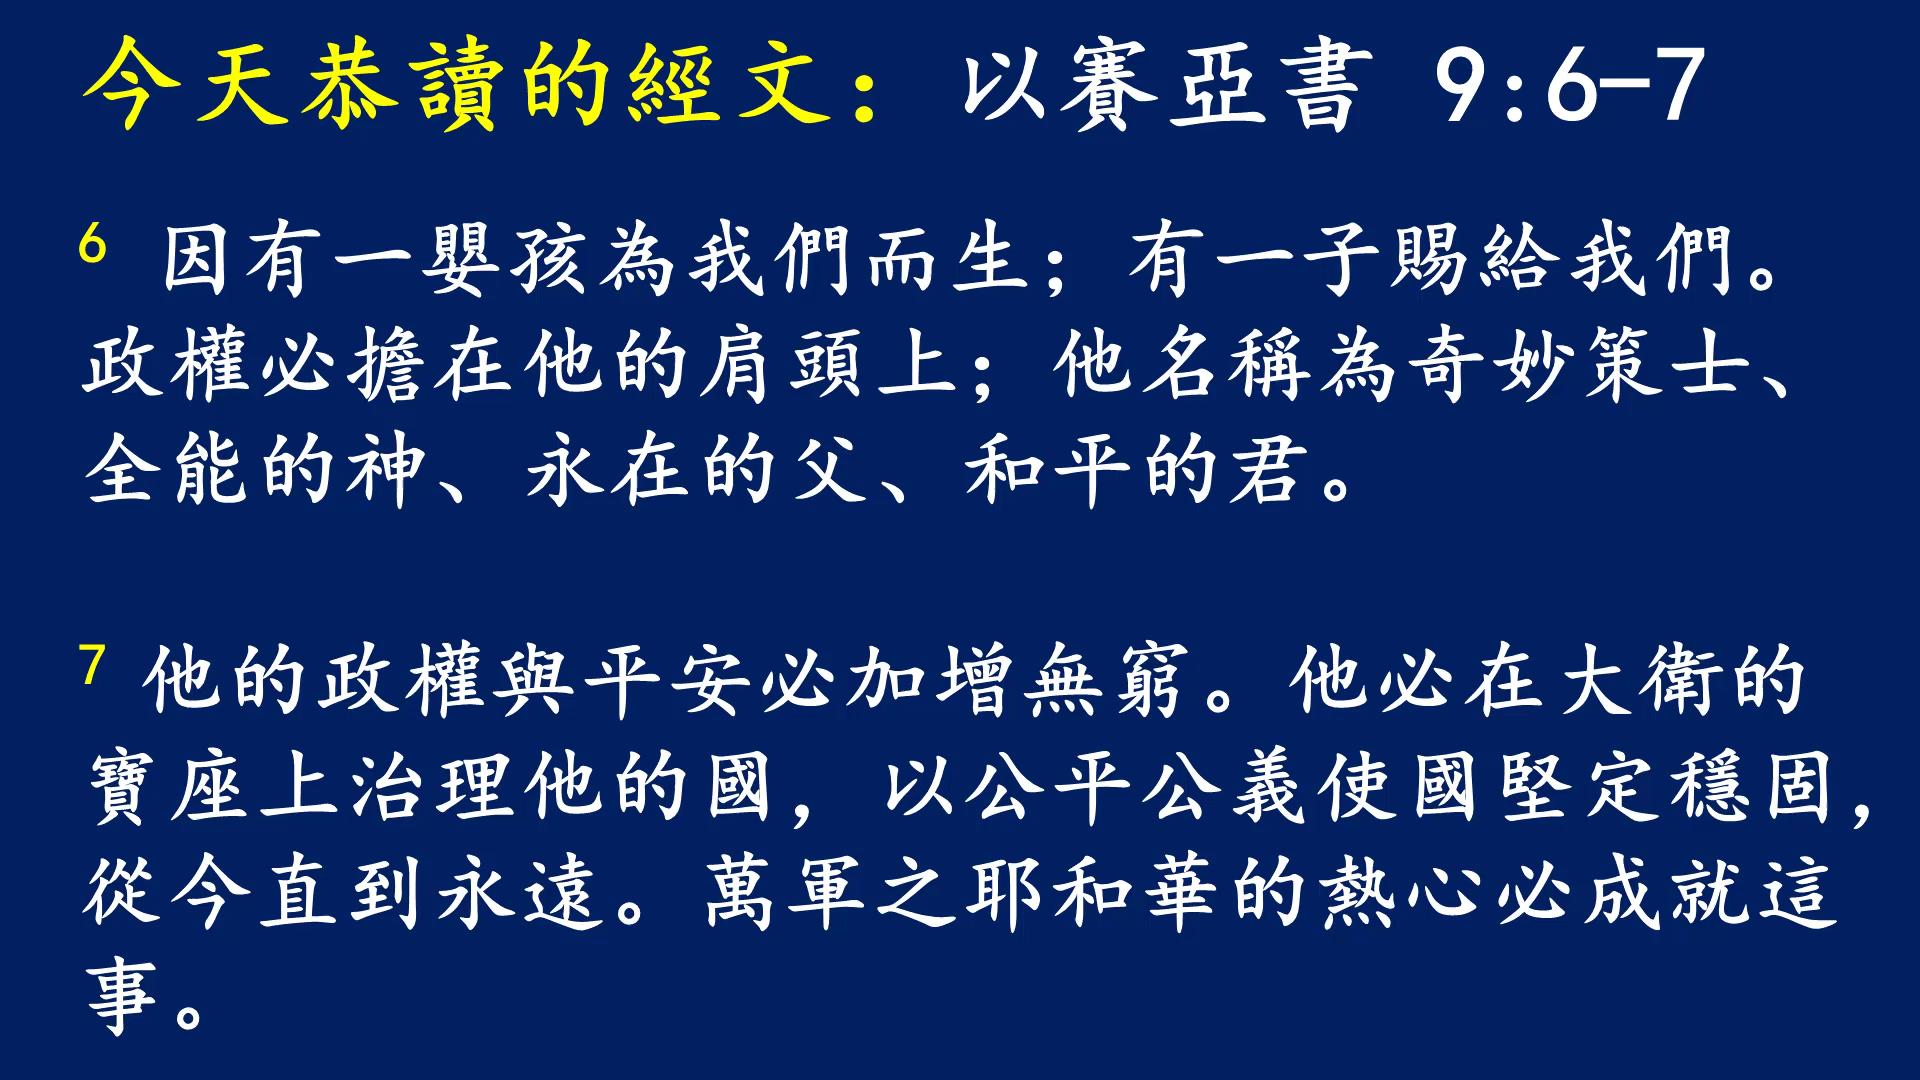 今天恭讀的經文：以賽亞書 9:6-7
6 因有一嬰孩為我們而生；有一子賜給我們。
政權必擔在他的肩頭上；他名稱為奇妙策士、
全能的神、永在的父、和平的君。
7 他的政權與平安必加增無窮。他必在大衛的
寶座上治理他的國，以公平公義使國堅定穩固，
從今直到永遠。萬軍之耶和華的熱心必成就這
事。